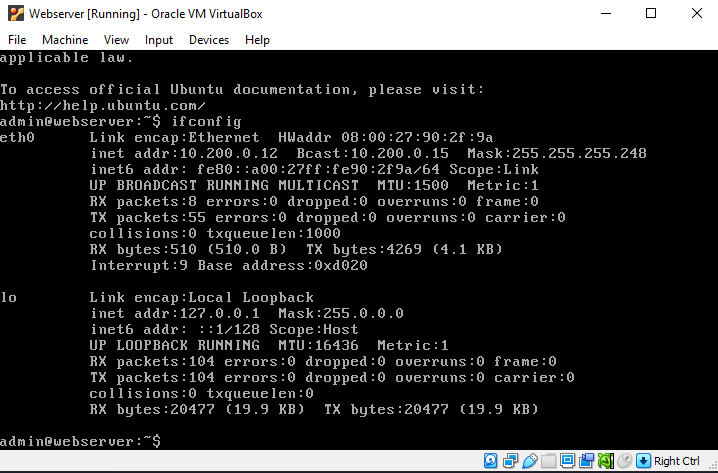 Webserver [Running] - Oracle VM VirtualBox
File Machine View Input Devices Help
applicable law.
To access official Ubuntu documentation, please visit:
http://help.ubuntu.com/
admin@webserver:~$ ifconfig
eth0 Link encap:Ethernet HWaddr 08:00:27:90:2f:9a
inet addr:10.200.0.12 Bcast:10.200.0.15 Mask:255.255.255.248
inet6 addr: fe80::a00:27ff:fe90:2f9a/64 Scope:Link
UP BROADCAST RUNNING MULTICAST MTU:1500 Metric:1
RX packets:8 errors:0 dropped:0 overruns:0 frame:0
TX packets:55 errors:0 dropped:0 overruns:0 carrier:0
collisions:0 txqueuelen:1000
RX bytes:510 (510.0 B) TX bytes:4269 (4.1 KB)
Interrupt:9 Base address:0xd020
lo Link encap:Local Loopback
inet addr:127.0.0.1 Mask:255.0.0.0
inet6 addr: ::1/128 Scope:Host
UP LOOPBACK RUNNING MTU:16436 Metric:1
RX packets:104 errors:0 dropped:0 overruns:0 frame:0
TX packets:104 errors:0 dropped:0 overruns:0 carrier:0
collisions:0 txqueuelen:0
RX bytes:20477 (19.9 KB) TX bytes:20477 (19.9 KB)
admin@webserver:~$
Right Ctrl